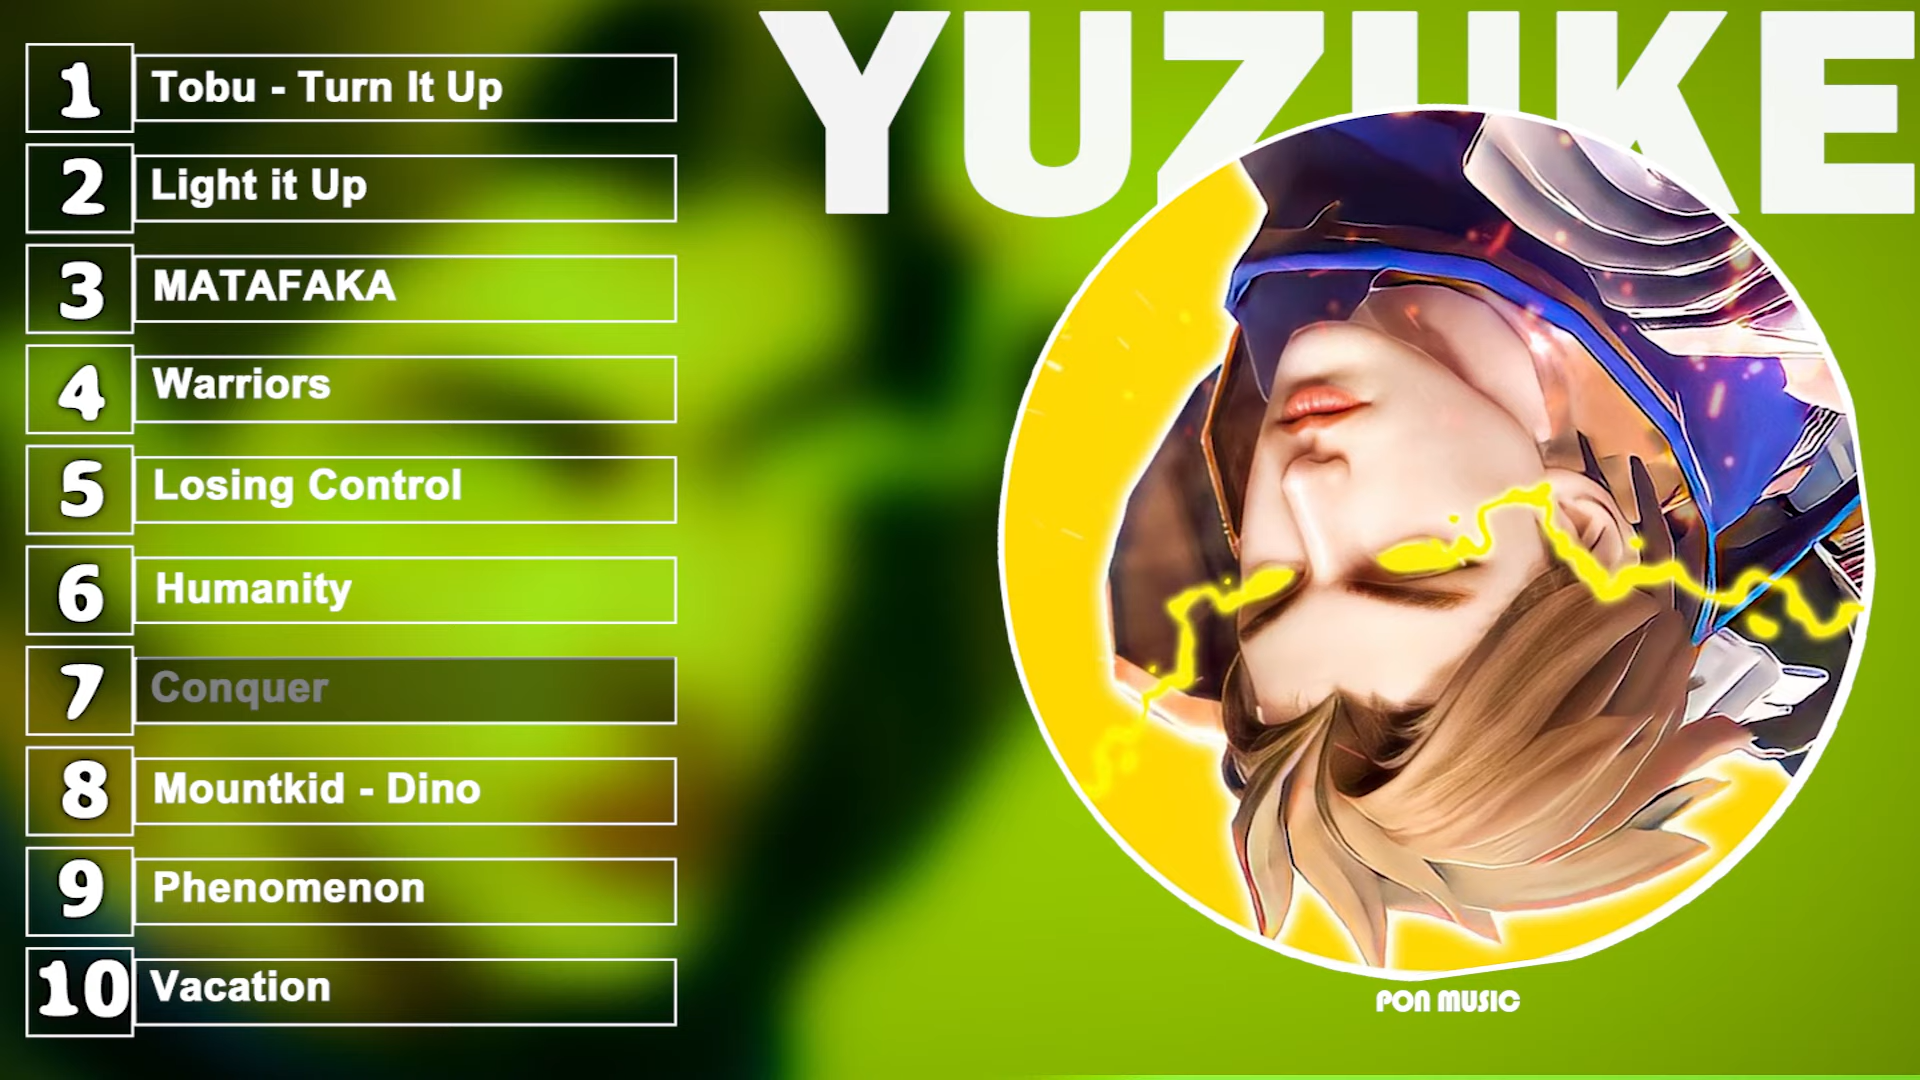 YUZUKE
1 Tobu - Turn It Up
2 Light it Up
3 MATAFAKA
4 Warriors
5 Losing Control
6 Humanity
7 Conquer
8 Mountkid - Dino
9 Phenomenon
10 Vacation
PON MUSIC